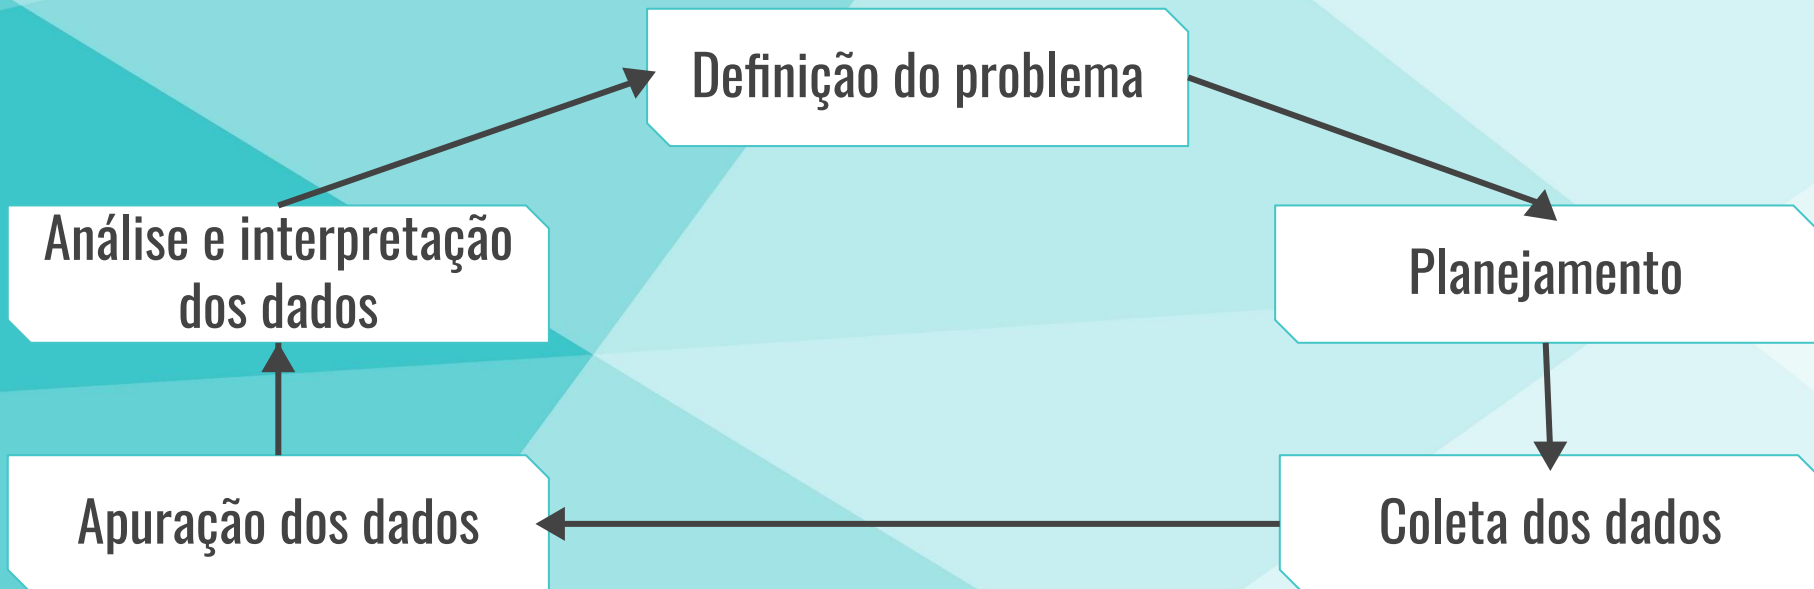 Definição do problema
Análise e interpretação
dos dados
Planejamento
Apuração dos dados
Coleta dos dados